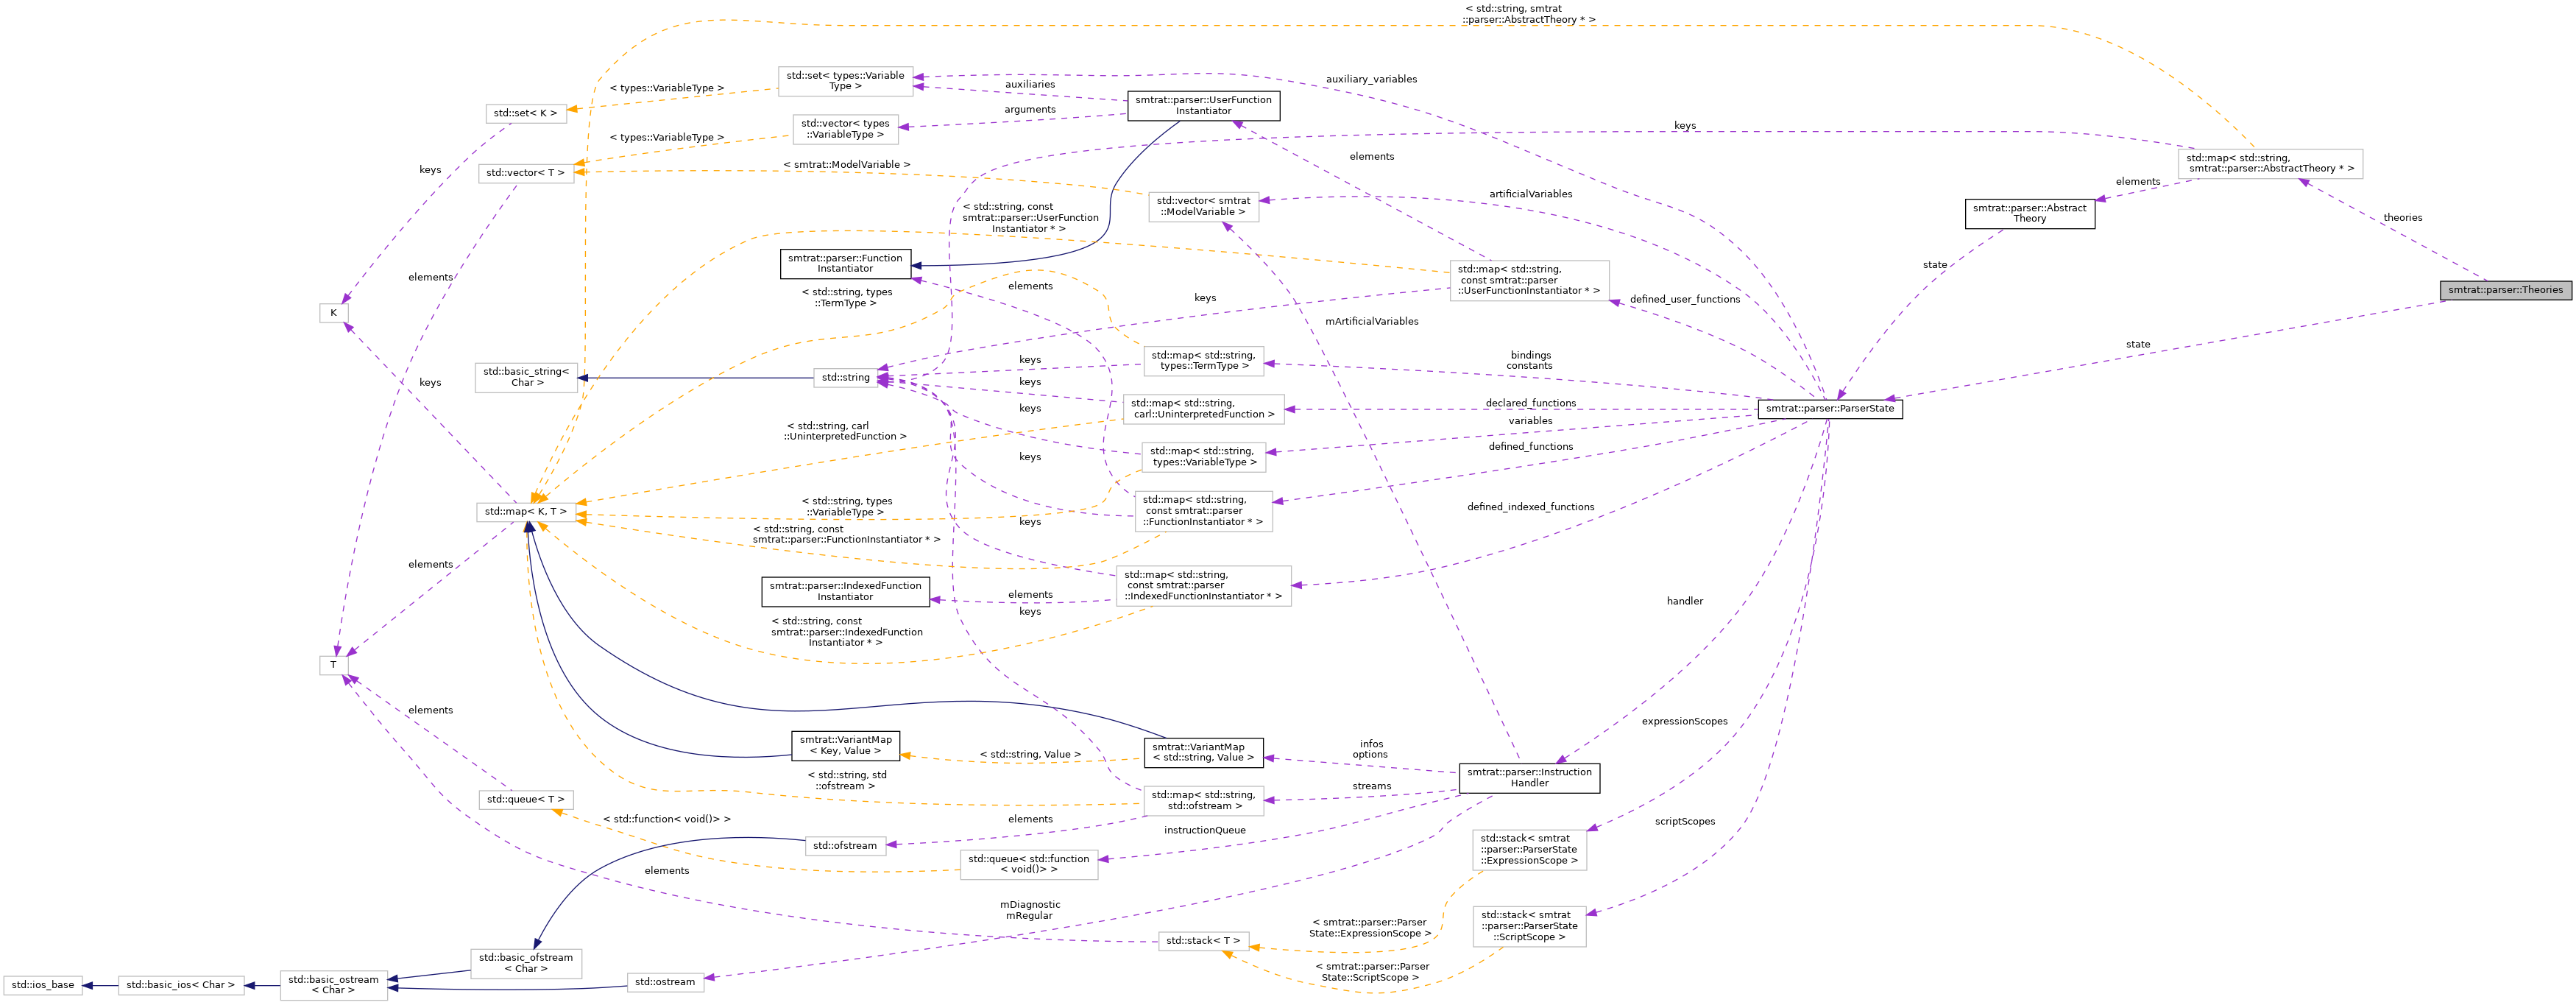 < std::string, smtrat
::parser::AbstractTheory * >
std::set< types::Variable
Type >
auxiliary_variables
< types::VariableType >
auxiliaries
smtrat::parser::UserFunction
Instantiator
std::set< K >
arguments
std::vector< types
::VariableType >
keys
< types::VariableType >
elements
std::map< std::string,
smtrat::parser::AbstractTheory * >
< smtrat::ModelVariable >
keys
std::vector< T >
elements
artificialVariables
std::vector< smtrat
::ModelVariable >
smtrat::parser::Abstract
Theory
theories
< std::string, const
smtrat::parser::UserFunction
Instantiator * >
smtrat::parser::Function
Instantiator
state
std::map< std::string,
const smtrat::parser
::UserFunctionInstantiator * >
elements
elements
< std::string, types
::TermType >
keys
defined_user_functions
smtrat::parser::Theories
K
mArtificialVariables
state
std::basic_string<
Char >
std::string
keys
std::map< std::string,
types::TermType >
bindings
constants
keys
keys
std::map< std::string,
carl::UninterpretedFunction >
declared_functions
smtrat::parser::ParserState
keys
variables
< std::string, carl
::UninterpretedFunction >
std::map< std::string,
types::VariableType >
defined_functions
keys
std::map< K, T >
< std::string, types
::VariableType >
std::map< std::string,
const smtrat::parser
::FunctionInstantiator * >
defined_indexed_functions
< std::string, const
smtrat::parser::FunctionInstantiator * >
keys
elements
smtrat::parser::IndexedFunction
Instantiator
std::map< std::string,
const smtrat::parser
::IndexedFunctionInstantiator * >
elements
handler
keys
< std::string, const
smtrat::parser::IndexedFunction
Instantiator * >
T
elements
expressionScopes
smtrat::VariantMap
< Key, Value >
< std::string, Value >
smtrat::VariantMap
< std::string, Value >
infos
options
smtrat::parser::Instruction
Handler
< std::string, std
::ofstream >
streams
std::queue< T >
std::map< std::string,
std::ofstream >
< std::function< void()> >
elements
scriptScopes
instructionQueue
std::ofstream
std::stack< smtrat
::parser::ParserState
::ExpressionScope >
std::queue< std::function
< void()> >
elements
mDiagnostic
mRegular
< smtrat::parser::Parser
State::ExpressionScope >
std::stack< smtrat
::parser::ParserState
::ScriptScope >
std::stack< T >
std::basic_ofstream
< Char >
< smtrat::parser::Parser
State::ScriptScope >
std::ios_base
std::basic_ios< Char >
std::basic_ostream
< Char >
std::ostream